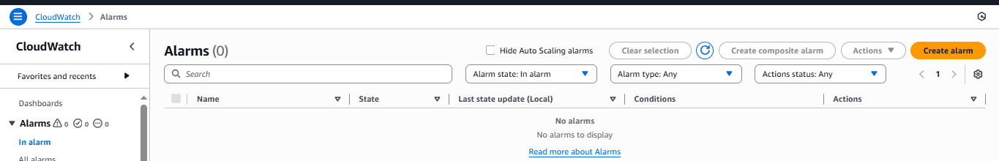 CloudWatch > Alarms
CloudWatch
Alarms (0)
Hide Auto Scaling alarms
Clear selection
Create composite alarm
Actions
Create alarm
Favorites and recents
Search
Alarm state: In alarm
Alarm type: Any
Actions status: Any
1
Dashboards
Name
State
Last state update (Local)
Conditions
Actions
Alarms 0 0 0
No alarms
No alarms to display
In alarm
Read more about Alarms
All alarms